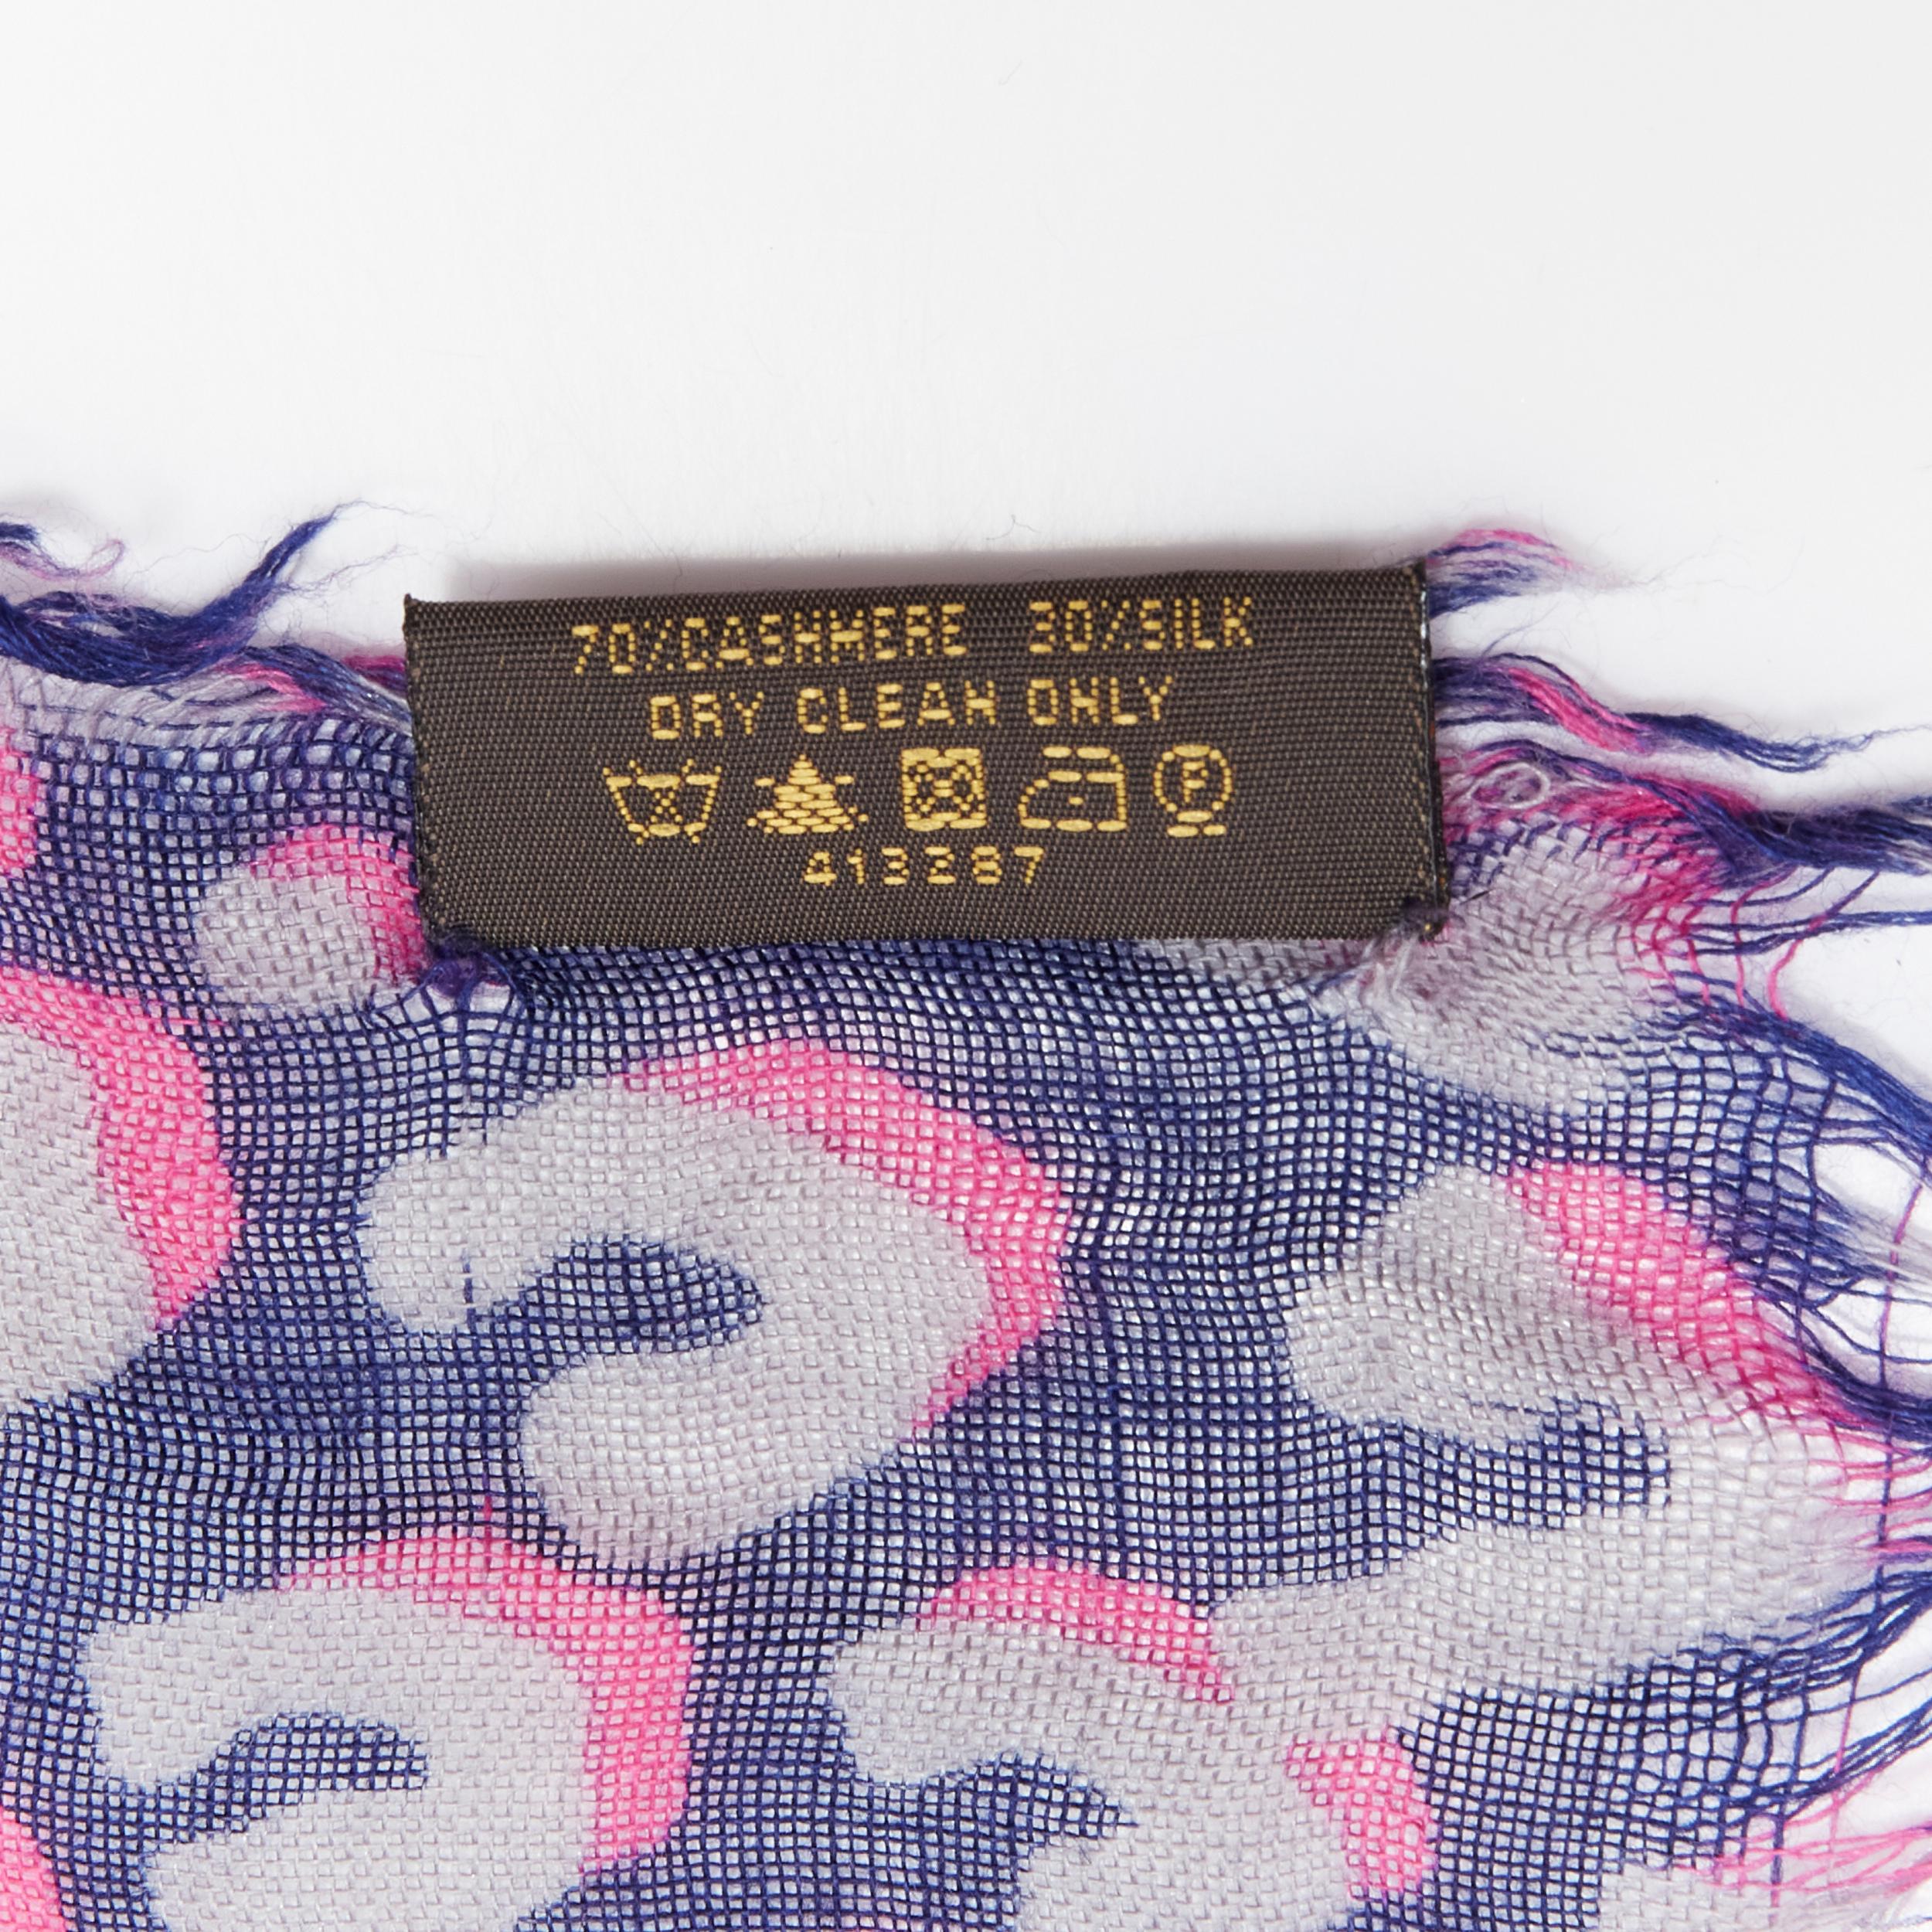 70%CASHMERE 30%SILK
DRY CLEAN ONLY
P
413287